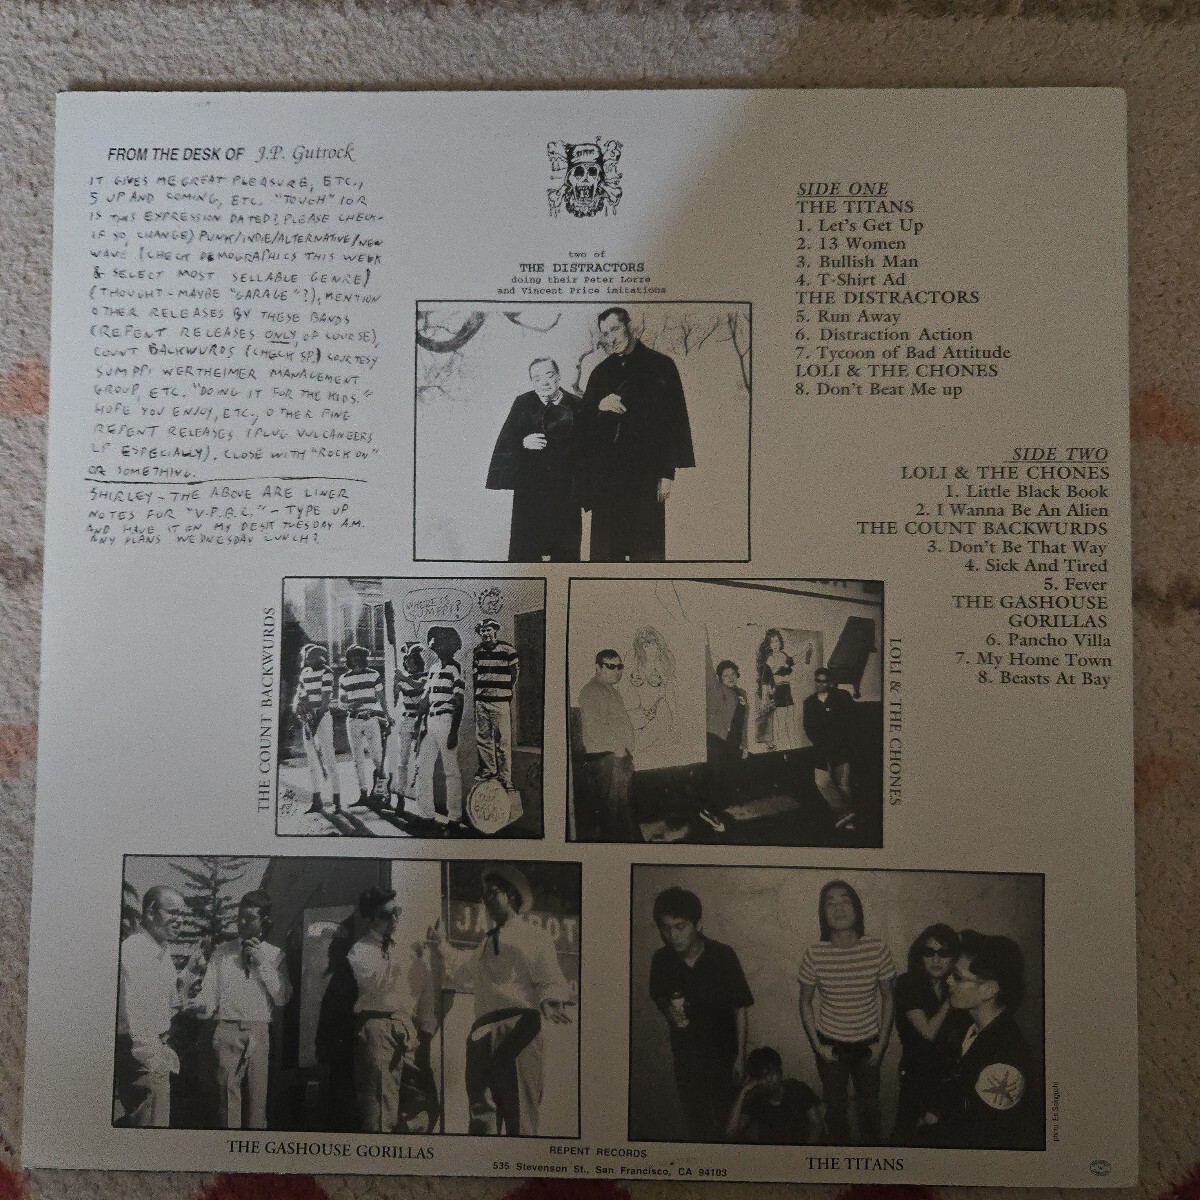 FROM THE DESK OF J.P. Gutrock
IT GIVES ME GREAT PLEASURE, ETC.,
5 UP AND COMING, ETC. "TOUGH" (OR
IS THIS EXPRESSION DATED? PLEASE CHECK-
IF SO, CHANGE) PUNK/INDIE/ALTERNATIVE/NEW
WAVE (CHECK DEMOGRAPHICS THIS WEEK
& SELECT MOST SELLABLE GENRE)
(THOUGHT - MAYBE "GARAGE"?), MENTION
OTHER RELEASES BY THESE BANDS
(REPENT RELEASES ONLY, OF COURSE),
COUNT BACKWURDS (CHECK SP.) COURTESY
SUMPPI WERTHEIMER MANAGEMENT
GROUP, ETC. "DOING IT FOR THE KIDS."
HOPE YOU ENJOY, ETC., OTHER FINE
REPENT RELEASES (PLUG VULCANEERS
LP ESPECIALLY), CLOSE WITH "ROCK ON"
OR SOMETHING.
SHIRLEY - THE ABOVE ARE LINER
NOTES FOR "V.P.B.C." - TYPE UP
AND HAVE IT ON MY DESK TUESDAY A.M.
ANY PLANS WEDNESDAY LUNCH?
two of
THE DISTRACTORS
doing their Peter Lorre
and Vincent Price imitations
SIDE ONE
THE TITANS
1. Let's Get Up
2. 13 Women
3. Bullish Man
4. T-Shirt Ad
THE DISTRACTORS
5. Run Away
6. Distraction Action
7. Tycoon of Bad Attitude
LOLI & THE CHONES
8. Don't Beat Me up
SIDE TWO
LOLI & THE CHONES
1. Little Black Book
2. I Wanna Be An Alien
THE COUNT BACKWURDS
3. Don't Be That Way
4. Sick And Tired
5. Fever
THE GASHOUSE
GORILLAS
6. Pancho Villa
7. My Home Town
8. Beasts At Bay
THE COUNT BACKWURDS
WHERE IS
LOLI & THE CHONES
THE GASHOUSE GORILLAS
REPENT RECORDS
535 Stevenson St., San Francisco, CA 94103
THE TITANS